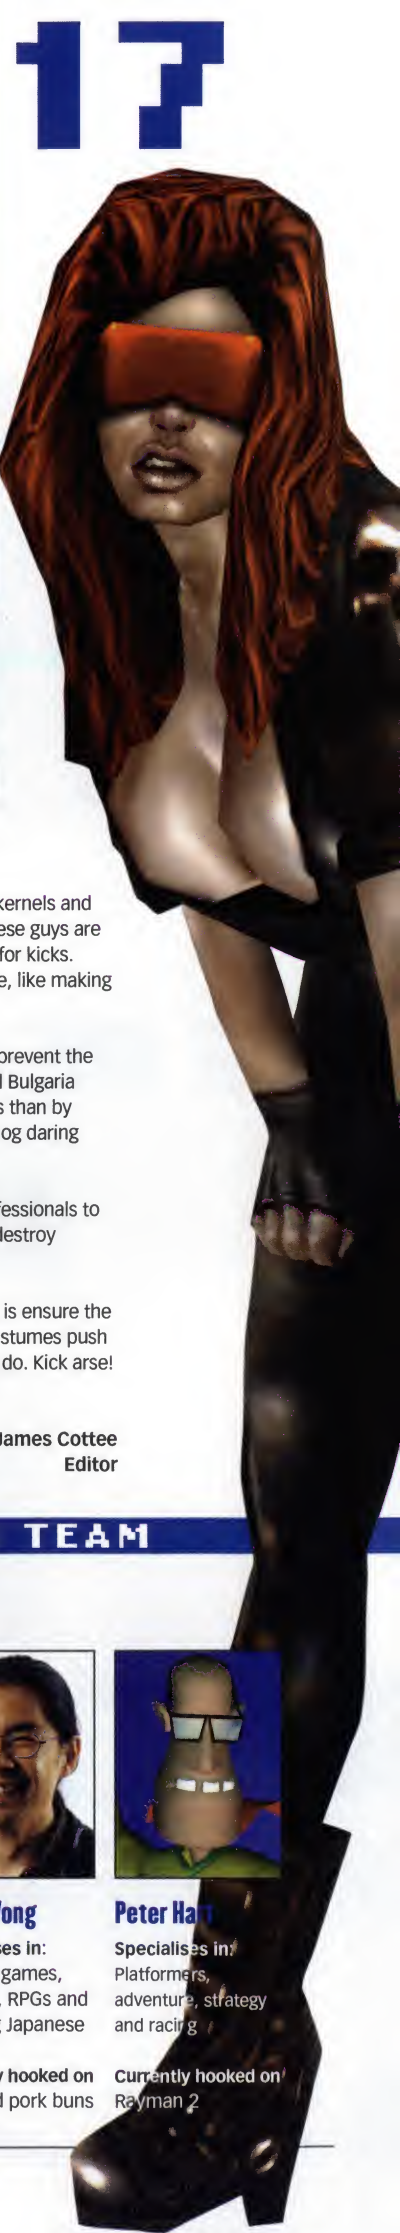 17
kernels and
ese guys are
for kicks.
e, like making
prevent the
Bulgaria
s than by
og daring
fessionals to
destroy
is ensure the
stumes push
do. Kick arse!
James Cottee
Editor
TEAM
Wong
ses in:
games,
, RPGs and
g Japanese
y hooked on
d pork buns
Peter Hart
Specialises in:
Platformers,
adventure, strategy
and racing
Currently hooked on
Rayman 2